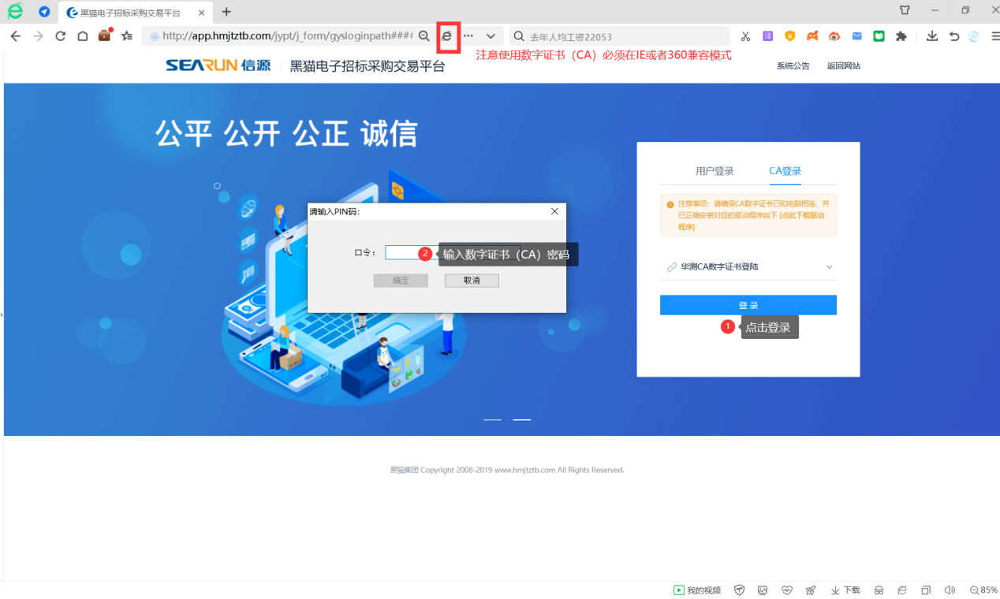 黑猫电子招标采购交易平台
http://app.hmjtztb.com/jypt/j_form/gysloginpath####
去年人均工资22053
注意使用数字证书（CA）必须在IE或者360兼容模式
SEARUN 信源
黑猫电子招标采购交易平台
系统公告
返回网站
公平 公开 公正 诚信
用户登录
CA登录
注意事项：请确保CA数字证书已和电脑相连，并
已正确安装对应的驱动程序如下 [点此下载驱动
程序]
请输入PIN码:
口令：
2
输入数字证书（CA）密码
确定
取消
华测CA数字证书登陆
登 录
1
点击登录
黑猫集团 Copyright 2008-2019 www.hmjtztb.com All Rights Reserved.
我的视频
下载
85%